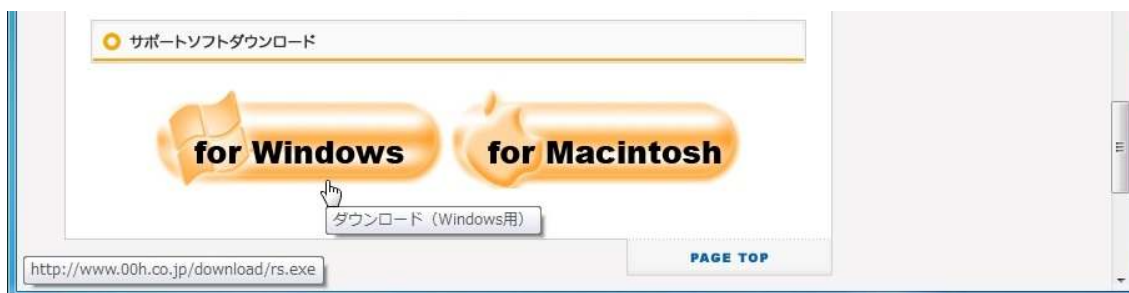 サポートソフトダウンロード
for Windows
for Macintosh
ダウンロード（Windows用）
PAGE TOP
http://www.00h.co.jp/download/rs.exe